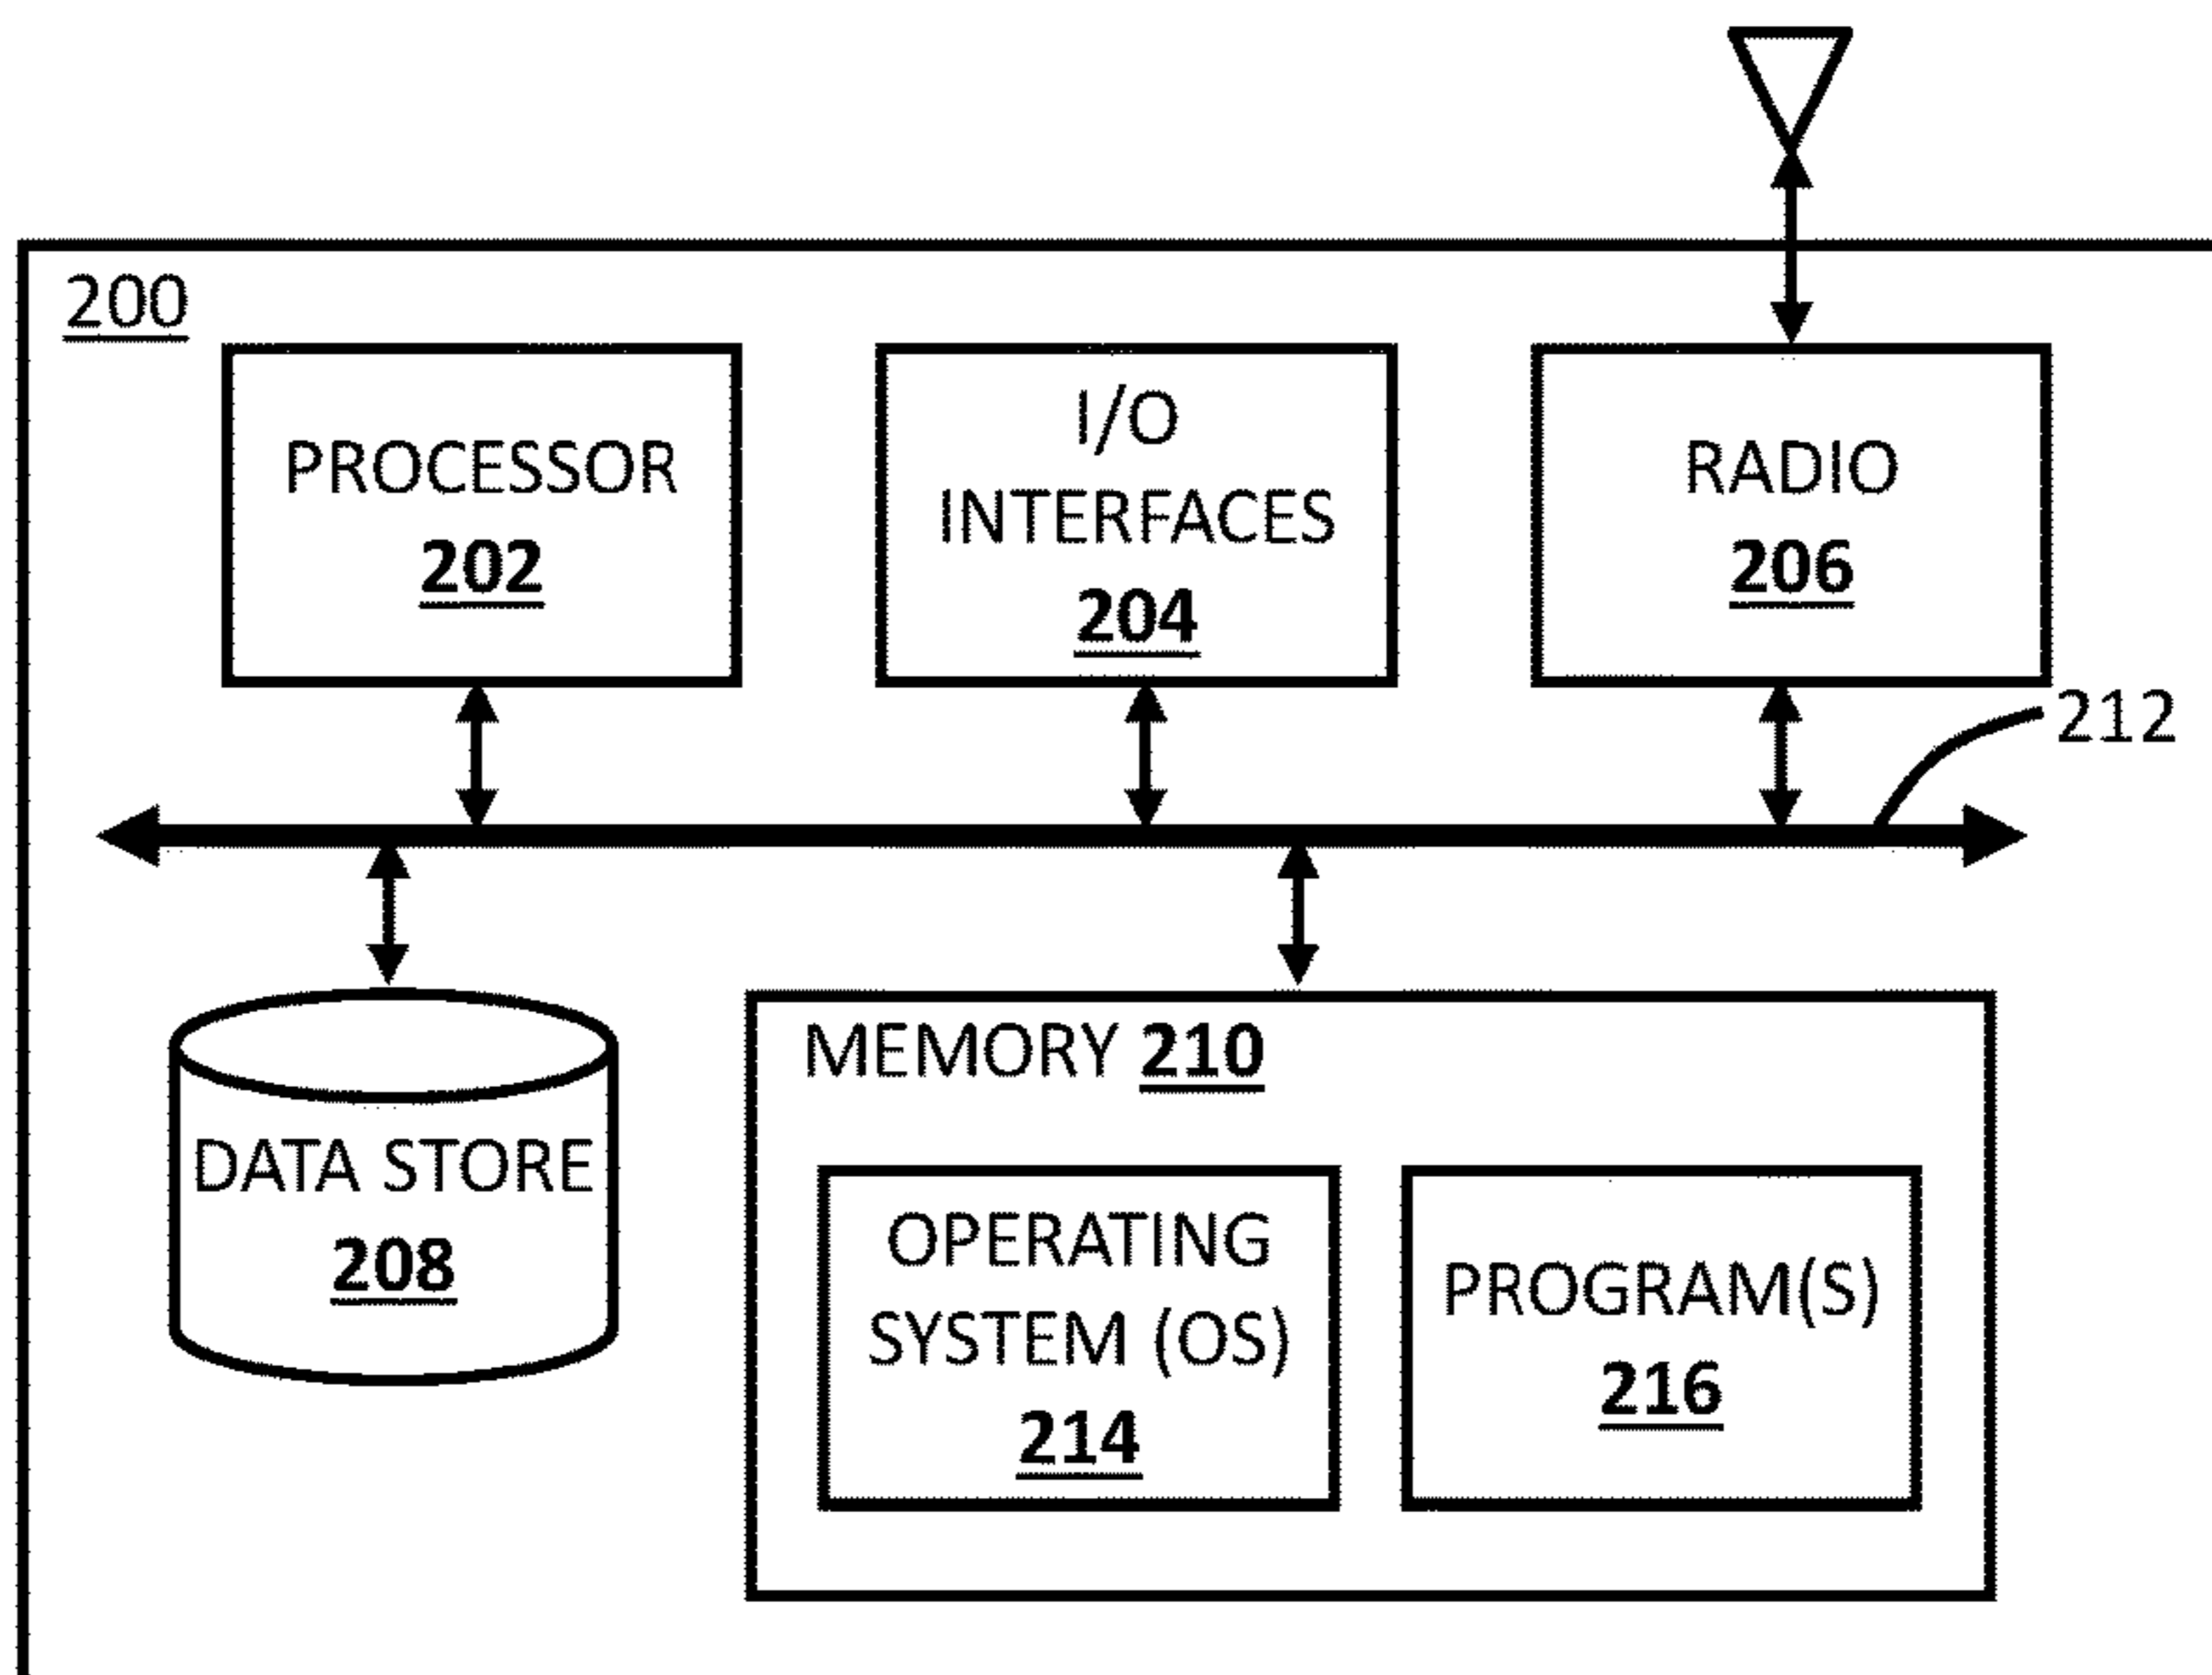 200
PROCESSOR
202
I/O
INTERFACES
204
RADIO
206
212
DATA STORE
208
MEMORY 210
OPERATING
SYSTEM (OS)
214
PROGRAM(S)
216